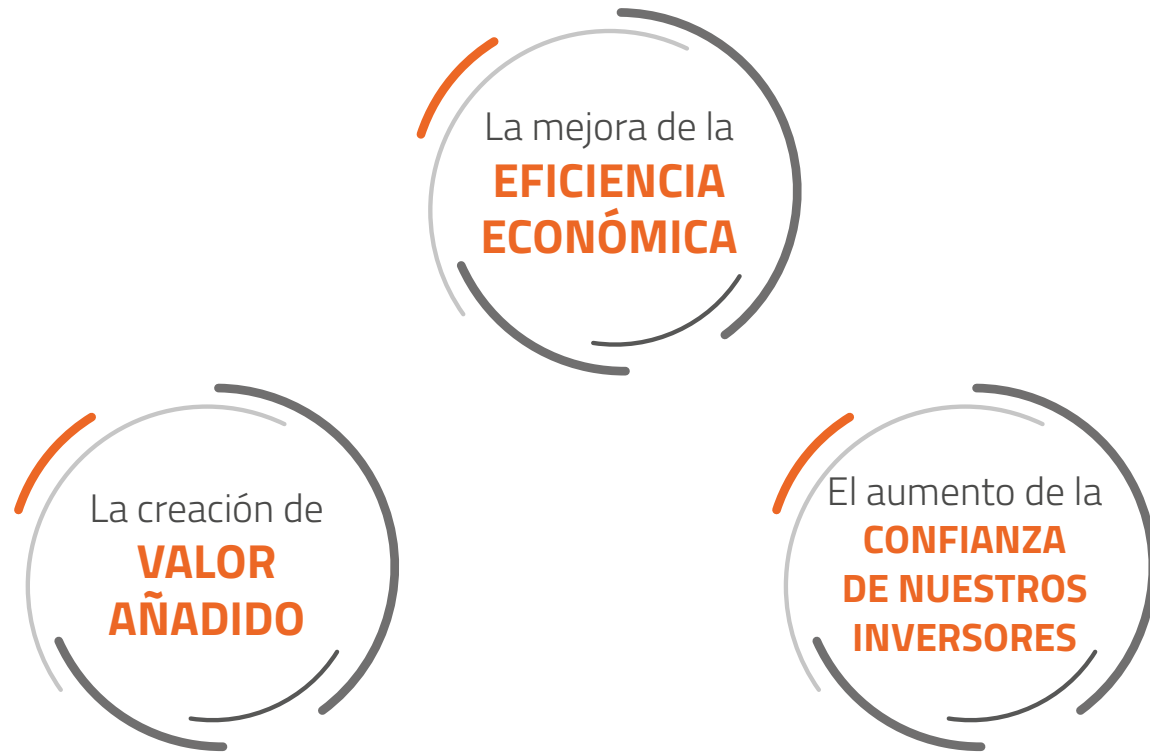 La mejora de la
EFICIENCIA
ECONÓMICA
La creación de
VALOR
AÑADIDO
El aumento de la
CONFIANZA
DE NUESTROS
INVERSORES